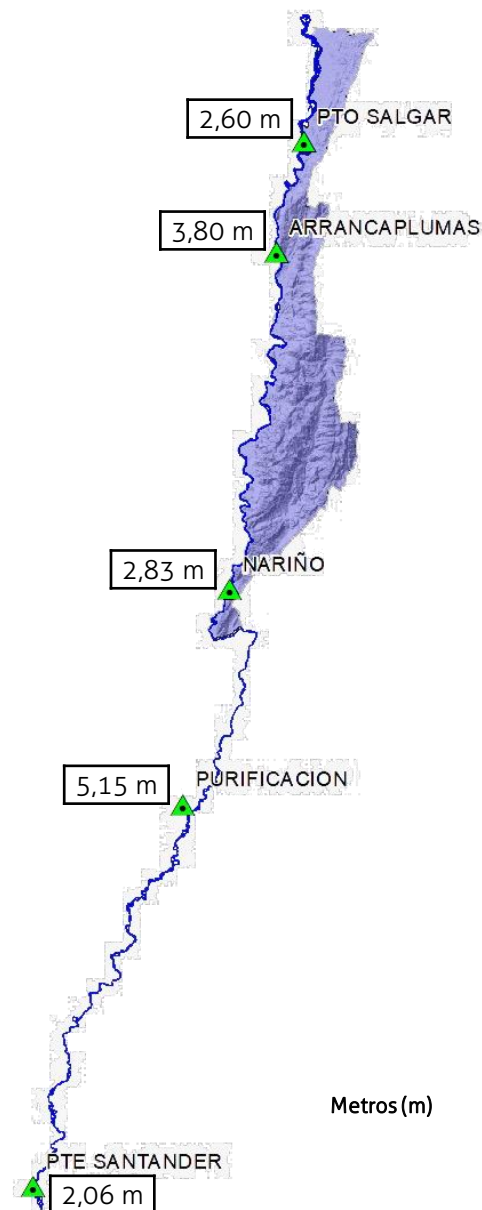 2,60 m
PTO SALGAR
3,80 m
ARRANCAPLUMAS
2,83 m
NARIÑO
5,15 m
PURIFICACION
Metros (m)
PTE SANTANDER
2,06 m